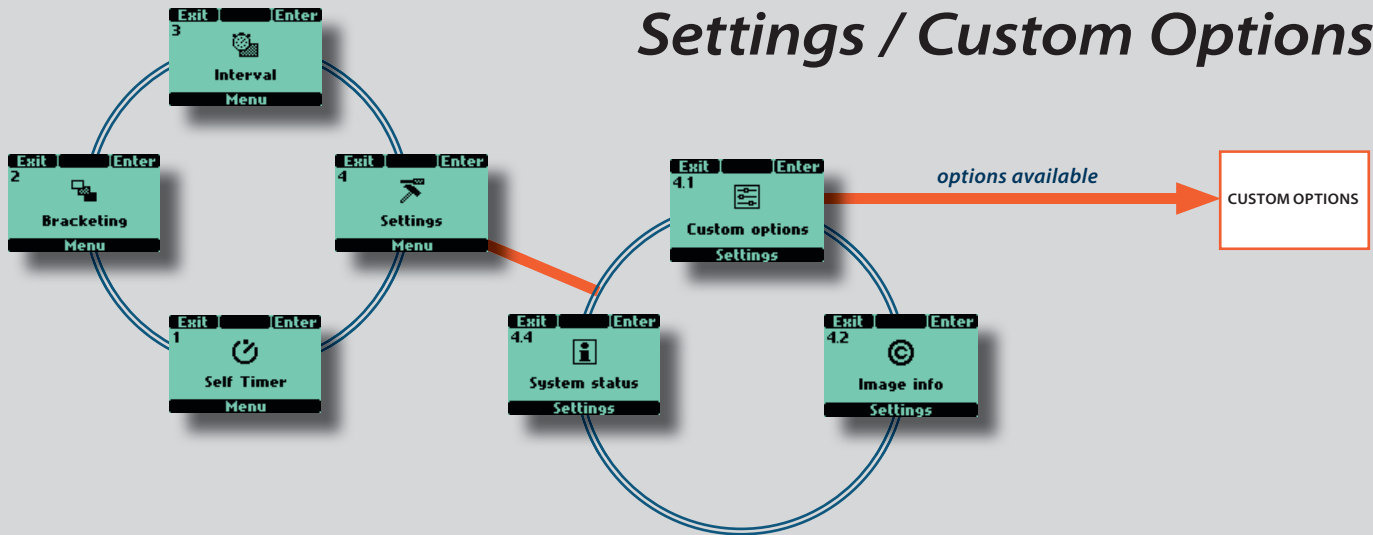 Settings / Custom Options
Exit Enter
3
Interval
Menu
Exit Enter
2
Bracketing
Menu
Exit Enter
4
Settings
Menu
Exit Enter
1
Self Timer
Menu
Exit Enter
4.1
Custom options
Settings
options available
CUSTOM OPTIONS
Exit Enter
4.4
i
System status
Settings
Exit Enter
4.2
©
Image info
Settings